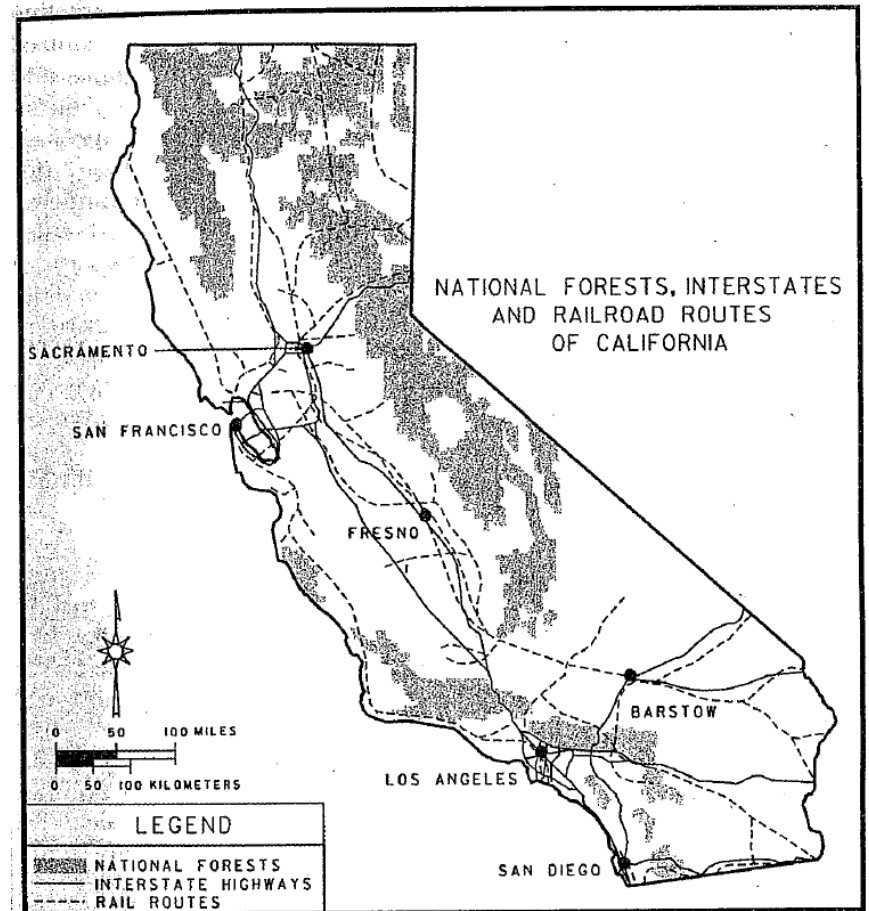 NATIONAL FORESTS, INTERSTATES
AND RAILROAD ROUTES
OF CALIFORNIA
SACRAMENTO
SAN FRANCISCO
FRESNO
BARSTOW
LOS ANGELES
SAN DIEGO
0 50 100 MILES
0 50 100 KILOMETERS
LEGEND
NATIONAL FORESTS
INTERSTATE HIGHWAYS
RAIL ROUTES